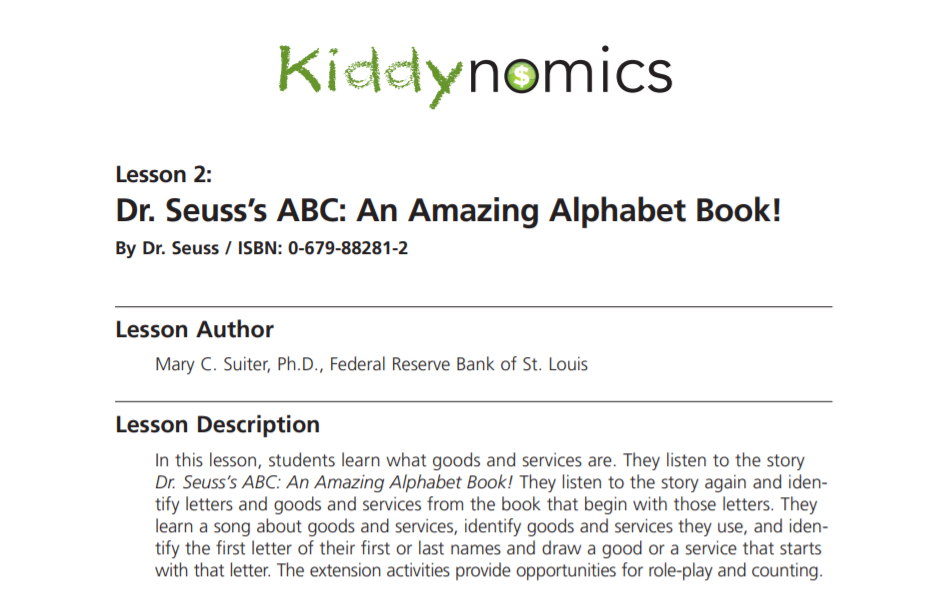 Kiddynomics
Lesson 2:
Dr. Seuss’s ABC: An Amazing Alphabet Book!
By Dr. Seuss / ISBN: 0-679-88281-2
Lesson Author
Mary C. Suiter, Ph.D., Federal Reserve Bank of St. Louis
Lesson Description
In this lesson, students learn what goods and services are. They listen to the story
Dr. Seuss’s ABC: An Amazing Alphabet Book! They listen to the story again and iden-
tify letters and goods and services from the book that begin with those letters. They
learn a song about goods and services, identify goods and services they use, and iden-
tify the first letter of their first or last names and draw a good or a service that starts
with that letter. The extension activities provide opportunities for role-play and counting.